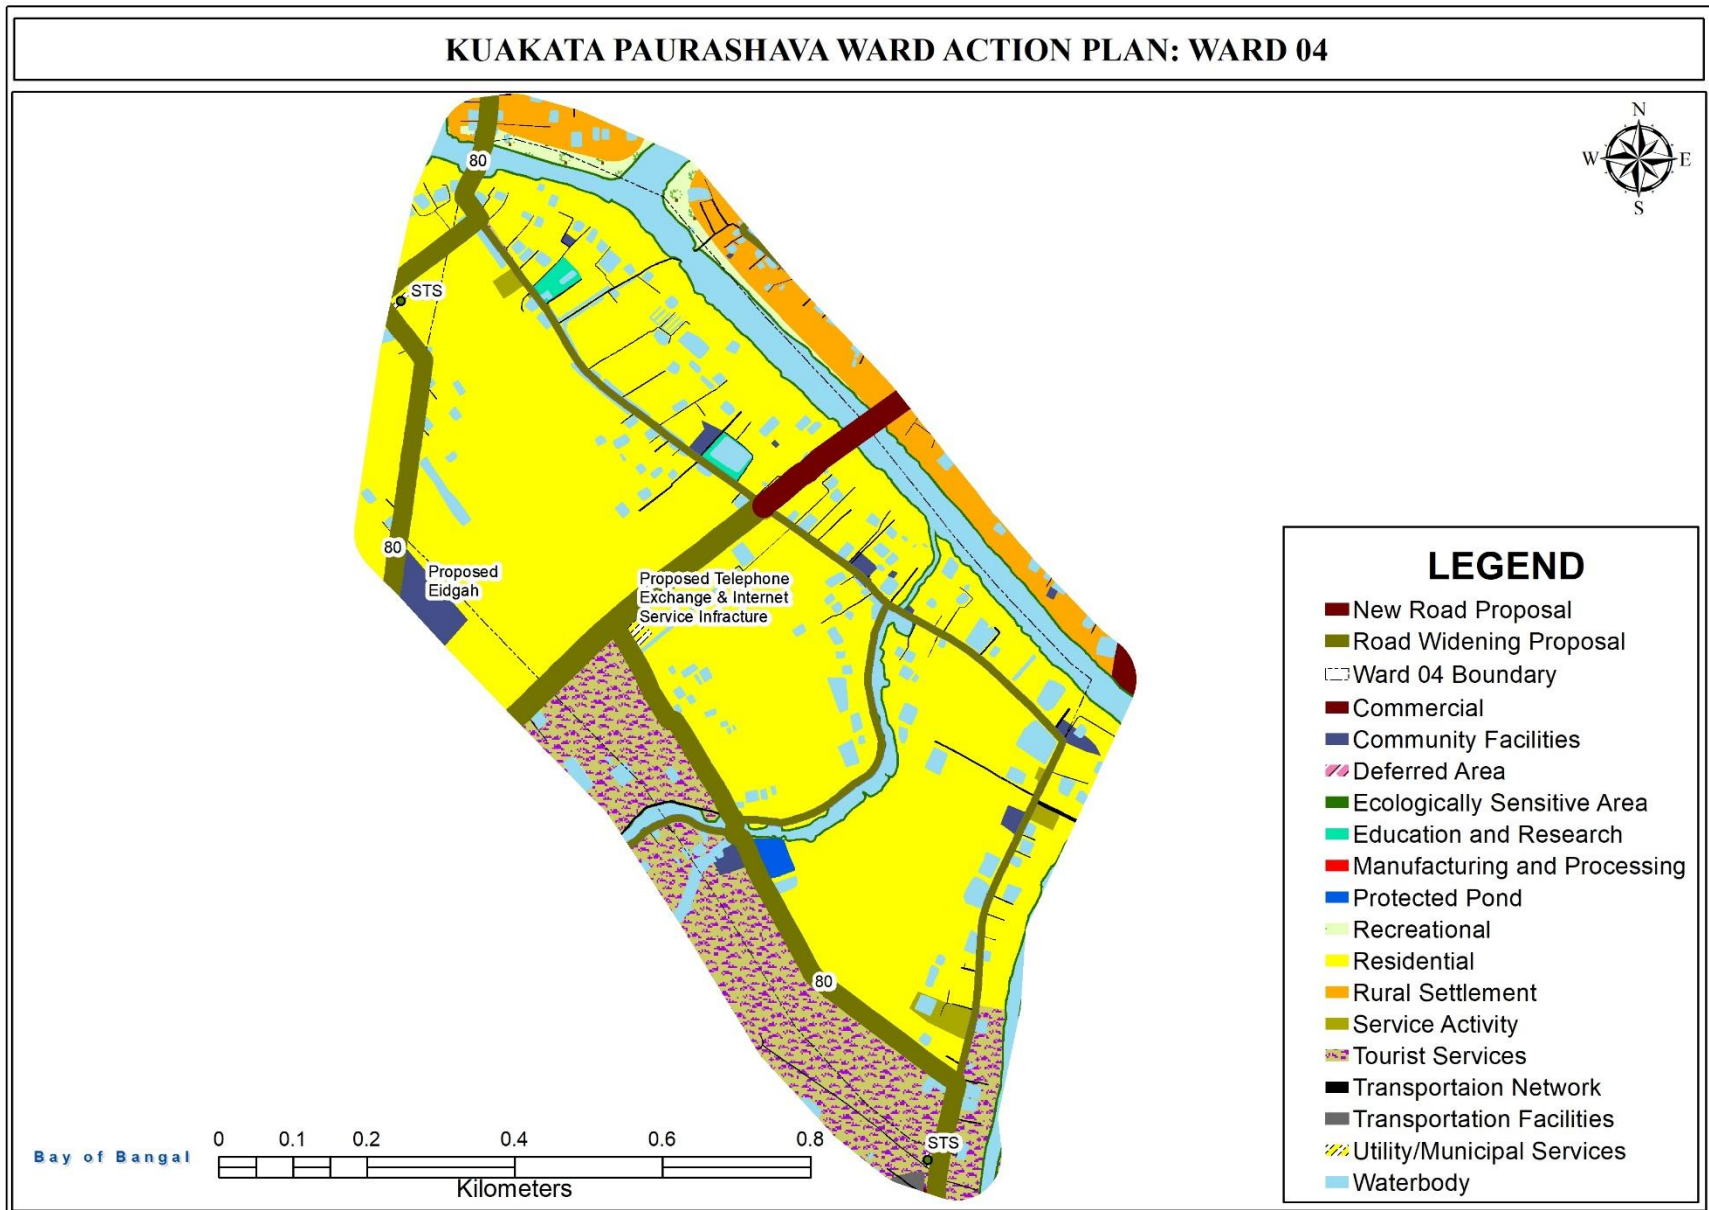 KUAKATA PAURASHAVA WARD ACTION PLAN: WARD 04
N
W
E
S
80
STS
80
Proposed
Eidgah
Proposed Telephone
Exchange & Internet
Service Infracture
80
STS
LEGEND
New Road Proposal
Road Widening Proposal
Ward 04 Boundary
Commercial
Community Facilities
Deferred Area
Ecologically Sensitive Area
Education and Research
Manufacturing and Processing
Protected Pond
Recreational
Residential
Rural Settlement
Service Activity
Tourist Services
Transportaion Network
Transportation Facilities
Utility/Municipal Services
Waterbody
Bay of Bangal
0 0.1 0.2 0.4 0.6 0.8
Kilometers